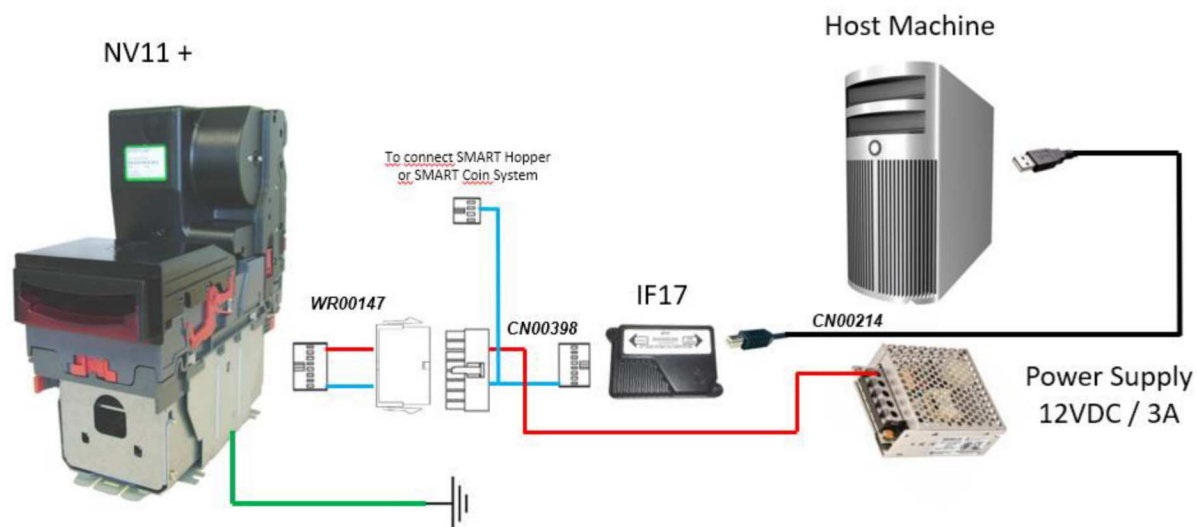 Host Machine
NV11 +
To connect SMART Hopper
or SMART Coin System
IF17
WR00147
CN00398
CN00214
Power Supply
12VDC / 3A